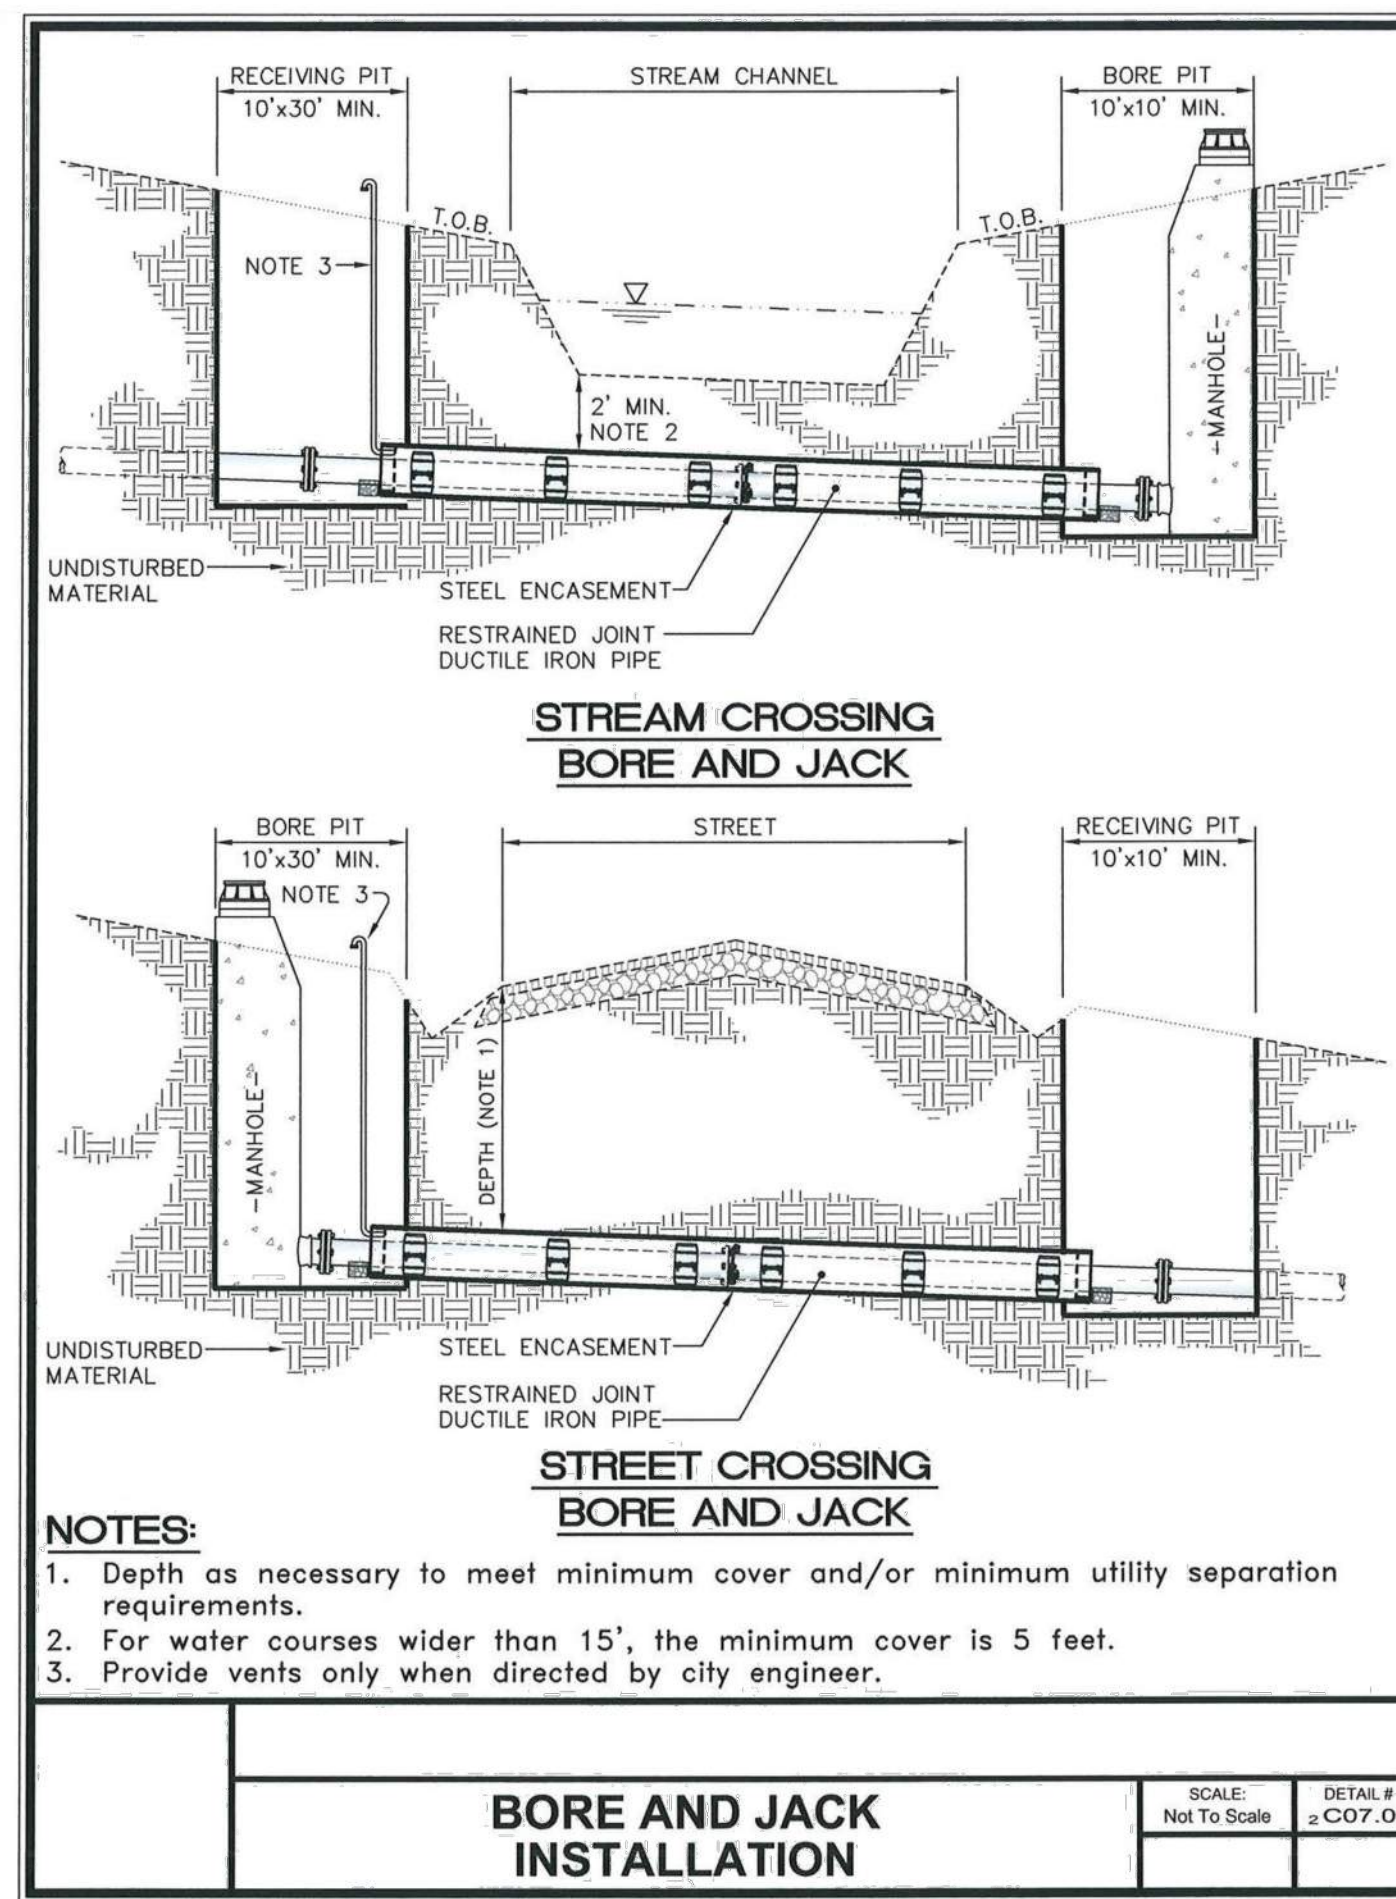 RECEIVING PIT
10'x30' MIN.
STREAM CHANNEL
BORE PIT
10'x10' MIN.
T.O.B.
T.O.B.
NOTE 3
2' MIN.
NOTE 2
-MANHOLE-
UNDISTURBED
MATERIAL
STEEL ENCASEMENT
RESTRAINED JOINT
DUCTILE IRON PIPE
STREAM CROSSING
BORE AND JACK
BORE PIT
10'x30' MIN.
STREET
RECEIVING PIT
10'x10' MIN.
NOTE 3
-MANHOLE-
DEPTH (NOTE 1)
UNDISTURBED
MATERIAL
STEEL ENCASEMENT
RESTRAINED JOINT
DUCTILE IRON PIPE
STREET CROSSING
BORE AND JACK
NOTES:
1. Depth as necessary to meet minimum cover and/or minimum utility separation
requirements.
2. For water courses wider than 15', the minimum cover is 5 feet.
3. Provide vents only when directed by city engineer.
BORE AND JACK
INSTALLATION
SCALE:
Not To Scale
DETAIL #
2 C07.0